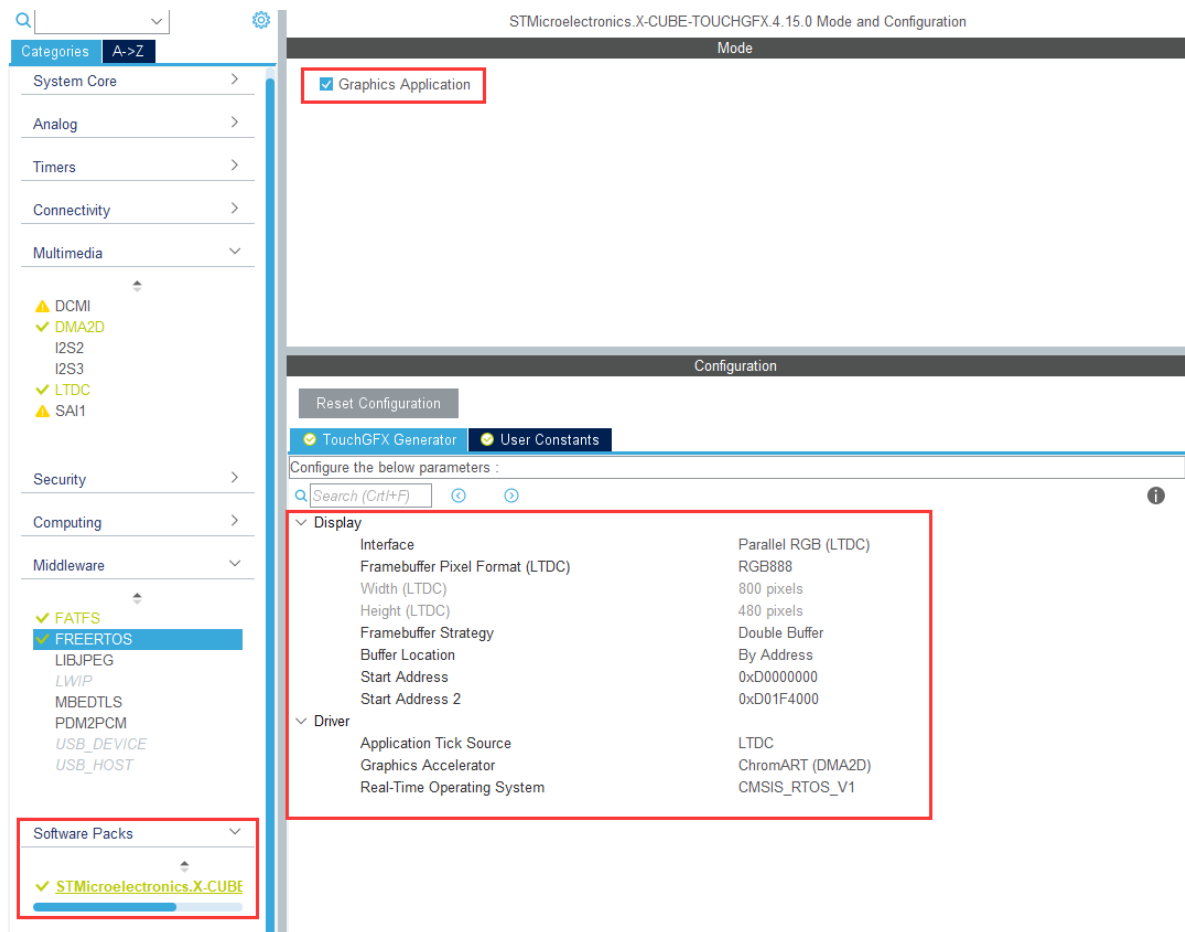 STMicroelectronics.X-CUBE-TOUCHGFX.4.15.0 Mode and Configuration
Categories
A->Z
System Core
Analog
Timers
Connectivity
Multimedia
DCMI
DMA2D
I2S2
I2S3
LTDC
SAI1
Security
Computing
Middleware
FATFS
FREERTOS
LIBJPEG
LWIP
MBEDTLS
PDM2PCM
USB_DEVICE
USB_HOST
Software Packs
STMicroelectronics.X-CUBE
Mode
Graphics Application
Configuration
Reset Configuration
TouchGFX Generator
User Constants
Configure the below parameters :
Search (Crtl+F)
Display
Interface Parallel RGB (LTDC)
Framebuffer Pixel Format (LTDC) RGB888
Width (LTDC) 800 pixels
Height (LTDC) 480 pixels
Framebuffer Strategy Double Buffer
Buffer Location By Address
Start Address 0xD0000000
Start Address 2 0xD01F4000
Driver
Application Tick Source LTDC
Graphics Accelerator ChromART (DMA2D)
Real-Time Operating System CMSIS_RTOS_V1